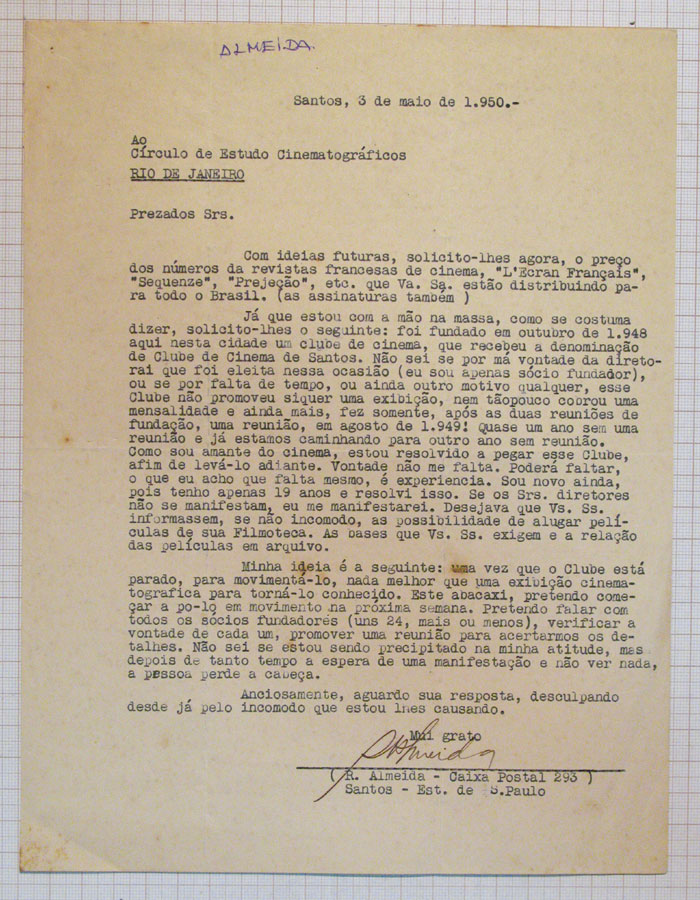 ALMEIDA.
Santos, 3 de maio de 1.950.-
Ao
Círculo de Estudo Cinematográficos
RIO DE JANEIRO
Prezados Srs.
Com ideias futuras, solicito-lhes agora, o preço
dos números da revistas francesas de cinema, "L'Ecran Français",
"Sequenze", "Prejeção", etc. que Va. Sa. estão distribuindo pa-
ra todo o Brasil. (as assinaturas também )
Já que estou com a mão na massa, como se costuma
dizer, solicito-lhes o seguinte: foi fundado em outubro de 1.948
aqui nesta cidade um clube de cinema, que recebeu a denominação
de Clube de Cinema de Santos. Não sei se por má vontade da direto-
rai que foi eleita nessa ocasião (eu sou apenas sócio fundador),
ou se por falta de tempo, ou ainda outro motivo qualquer, esse
Clube não promoveu siquer uma exibição, nem tãopouco cobrou uma
mensalidade e ainda mais, fez somente, após as duas reuniões de
fundação, uma reunião, em agosto de 1.949! Quase um ano sem uma
reunião e já estamos caminhando para outro ano sem reunião.
Como sou amante do cinema, estou resolvido a pegar esse Clube,
afim de levá-lo adiante. Vontade não me falta. Poderá faltar,
o que eu acho que falta mesmo, é experiencia. Sou novo ainda,
pois tenho apenas 19 anos e resolvi isso. Se os Srs. diretores
não se manifestam, eu me manifestarei. Desejava que Vs. Ss.
informassem, se não incomodo, as possibilidade de alugar pelí-
culas de sua Filmoteca. As bases que Vs. Ss. exigem e a relação
das películas em arquivo.
Minha ideia é a seguinte: uma vez que o Clube está
parado, para movimentá-lo, nada melhor que uma exibição cinema-
tografica para torná-lo conhecido. Este abacaxi, pretendo come-
çar a po-lo em movimento na próxima semana. Pretendo falar com
todos os sócios fundadores (uns 24, mais ou menos), verificar a
vontade de cada um, promover uma reunião para acertarmos os de-
talhes. Não sei se estou sendo precipitado na minha atitude, mas
depois de tanto tempo a espera de uma manifestação e não ver nada,
a pessoa perde a cabeça.
Anciosamente, aguardo sua resposta, desculpando
desde já pelo incomodo que estou lhes causando.
Mui grato
RAlmeida
(R. Almeida - Caixa Postal 293 )
Santos - Est. de S.Paulo